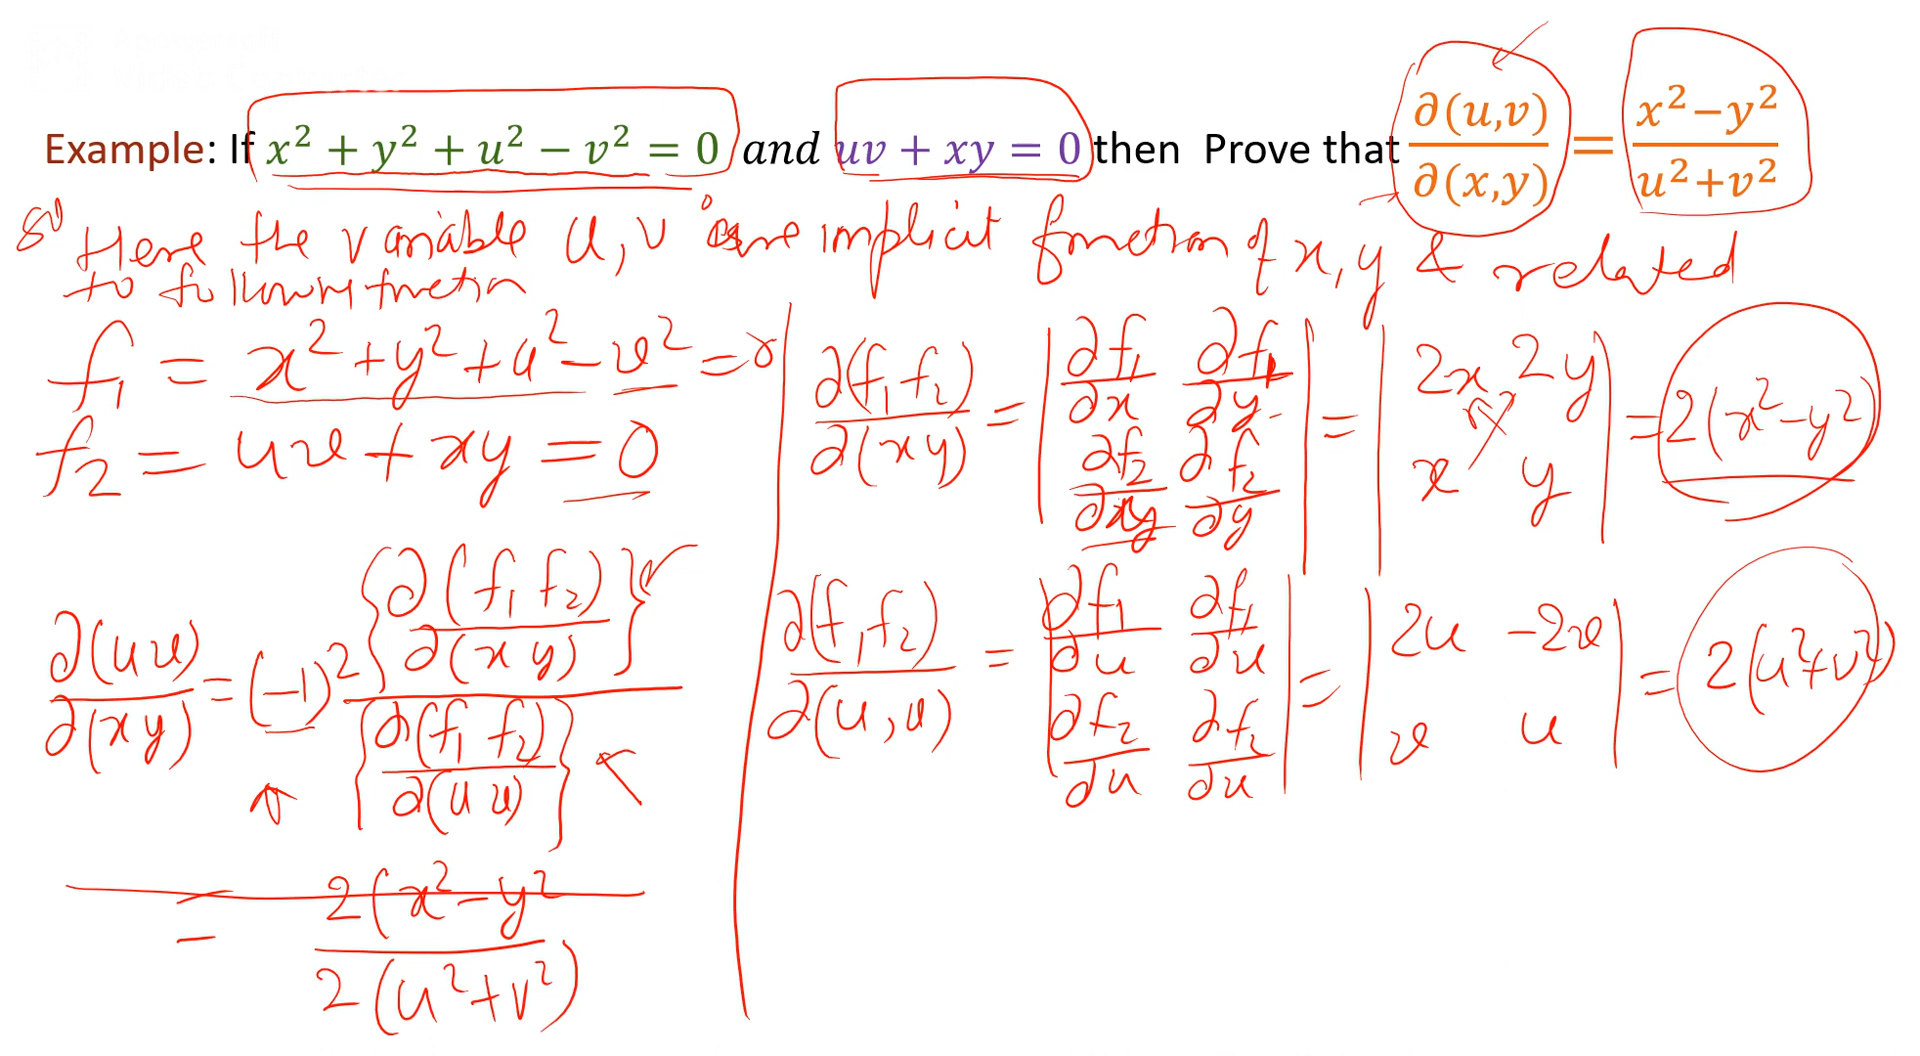 Example: If x² + y² + u² − v² = 0 and uv + xy = 0 then Prove that ∂(u,v)/∂(x,y) = x²−y²/u²+v²
Here the variable u, v are implicit function of x, y & related
to following function
f₁ = x² + y² + u² − v² = 0
f₂ = uv + xy = 0
∂(u v)/∂(x y) = (−1)² {∂(f₁ f₂)/∂(x y)} / {∂(f₁ f₂)/∂(u v)}
= 2(x² − y² / 2(u² + v²)
∂(f₁ f₂)/∂(x y) = | ∂f₁/∂x ∂f₁/∂y ; ∂f₂/∂x ∂f₂/∂y | = | 2x 2y ; x y | = 2(x² − y²)
∂(f₁, f₂)/∂(u, v) = | ∂f₁/∂u ∂f₁/∂v ; ∂f₂/∂u ∂f₂/∂v | = | 2u −2v ; v u | = 2(u² + v²)